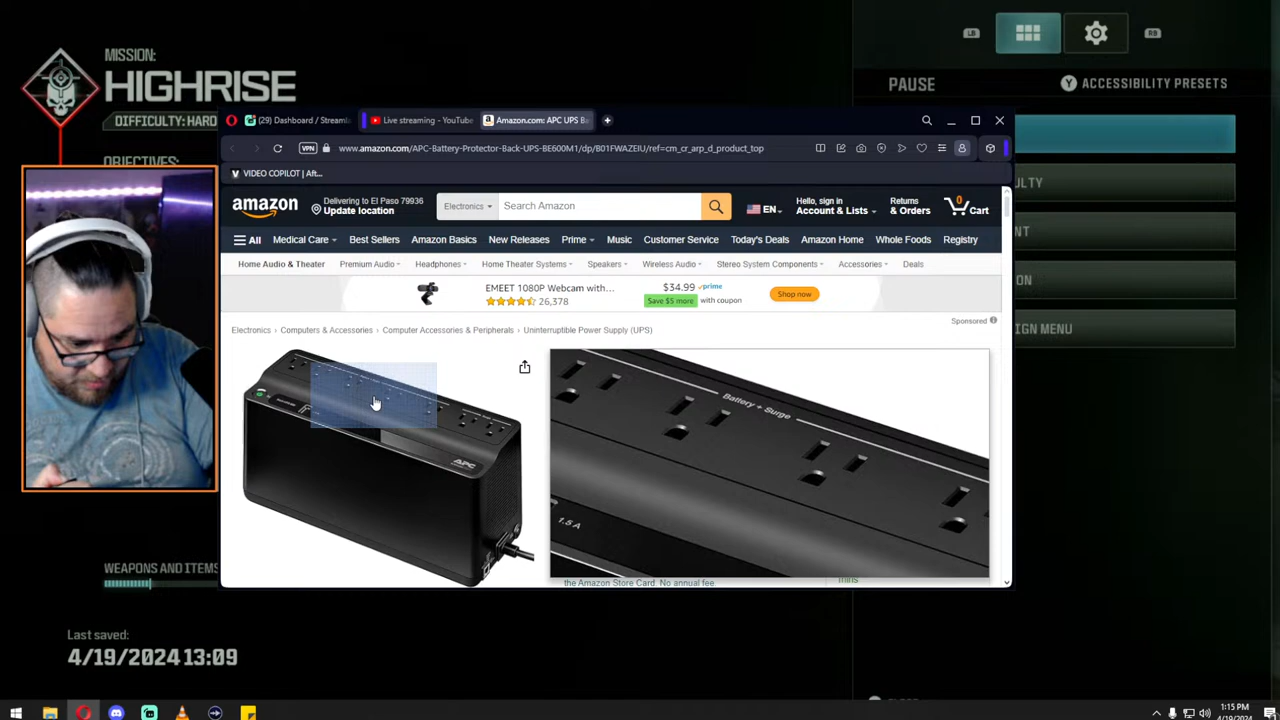 MISSION:
HIGHRISE
DIFFICULTY: HARD
OBJECTIVES:
LB
RB
PAUSE
Y ACCESSIBILITY PRESETS
(29) Dashboard / Streaml
Live streaming - YouTube
Amazon.com: APC UPS Ba
VPN
www.amazon.com/APC-Battery-Protector-Back-UPS-BE600M1/dp/B01FWAZEIU/ref=cm_cr_arp_d_product_top
VIDEO COPILOT | Aft...
amazon
Delivering to El Paso 79936
Update location
Electronics
Search Amazon
EN
Hello, sign in
Account & Lists
Returns
& Orders
0
Cart
All
Medical Care
Best Sellers
Amazon Basics
New Releases
Prime
Music
Customer Service
Today's Deals
Amazon Home
Whole Foods
Registry
Home Audio & Theater
Premium Audio
Headphones
Home Theater Systems
Speakers
Wireless Audio
Stereo System Components
Accessories
Deals
EMEET 1080P Webcam with...
26,378
$34.99 prime
Save $5 more with coupon
Shop now
Sponsored
Electronics › Computers & Accessories › Computer Accessories & Peripherals › Uninterruptible Power Supply (UPS)
APC
Battery + Surge
1.5 A
the Amazon Store Card. No annual fee.
mins
ULTY
NT
ON
IGN MENU
WEAPONS AND ITEMS
Last saved:
4/19/2024 13:09
1:15 PM
4/19/2024